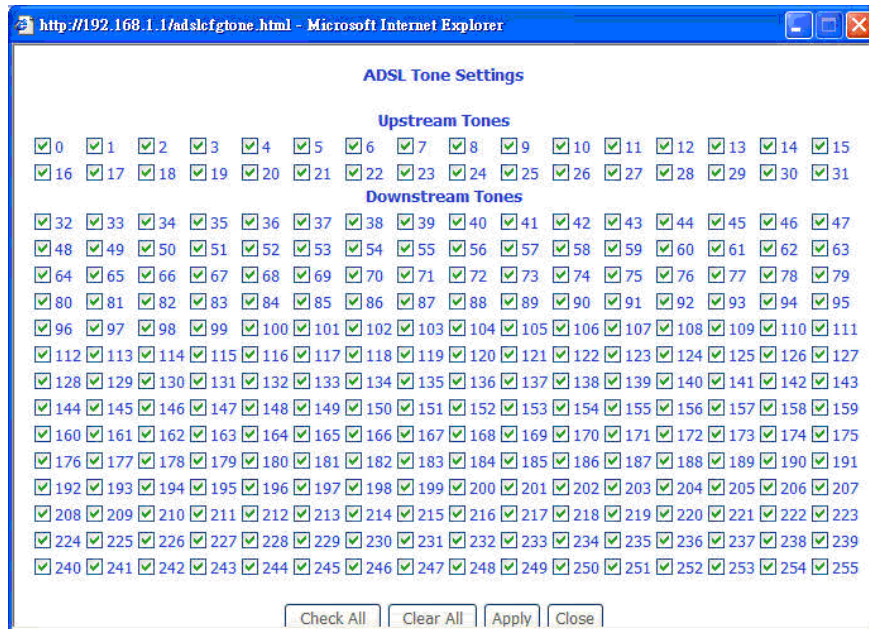 http://192.168.1.1/adslcfgtone.html - Microsoft Internet Explorer
ADSL Tone Settings
Upstream Tones
0 1 2 3 4 5 6 7 8 9 10 11 12 13 14 15
16 17 18 19 20 21 22 23 24 25 26 27 28 29 30 31
Downstream Tones
32 33 34 35 36 37 38 39 40 41 42 43 44 45 46 47
48 49 50 51 52 53 54 55 56 57 58 59 60 61 62 63
64 65 66 67 68 69 70 71 72 73 74 75 76 77 78 79
80 81 82 83 84 85 86 87 88 89 90 91 92 93 94 95
96 97 98 99 100 101 102 103 104 105 106 107 108 109 110 111
112 113 114 115 116 117 118 119 120 121 122 123 124 125 126 127
128 129 130 131 132 133 134 135 136 137 138 139 140 141 142 143
144 145 146 147 148 149 150 151 152 153 154 155 156 157 158 159
160 161 162 163 164 165 166 167 168 169 170 171 172 173 174 175
176 177 178 179 180 181 182 183 184 185 186 187 188 189 190 191
192 193 194 195 196 197 198 199 200 201 202 203 204 205 206 207
208 209 210 211 212 213 214 215 216 217 218 219 220 221 222 223
224 225 226 227 228 229 230 231 232 233 234 235 236 237 238 239
240 241 242 243 244 245 246 247 248 249 250 251 252 253 254 255
Check All Clear All Apply Close